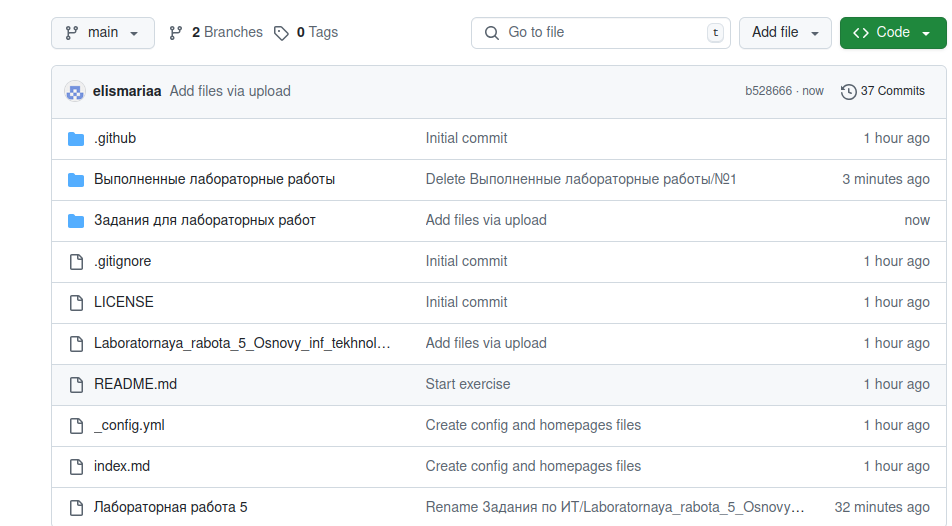 main 2 Branches 0 Tags Go to file t Add file Code
elismariaa Add files via upload b528666 · now 37 Commits
.github Initial commit 1 hour ago
Выполненные лабораторные работы Delete Выполненные лабораторные работы/№1 3 minutes ago
Задания для лабораторных работ Add files via upload now
.gitignore Initial commit 1 hour ago
LICENSE Initial commit 1 hour ago
Laboratornaya_rabota_5_Osnovy_inf_tekhnol... Add files via upload 1 hour ago
README.md Start exercise 1 hour ago
_config.yml Create config and homepages files 1 hour ago
index.md Create config and homepages files 1 hour ago
Лабораторная работа 5 Rename Задания по ИТ/Laboratornaya_rabota_5_Osnovy... 32 minutes ago